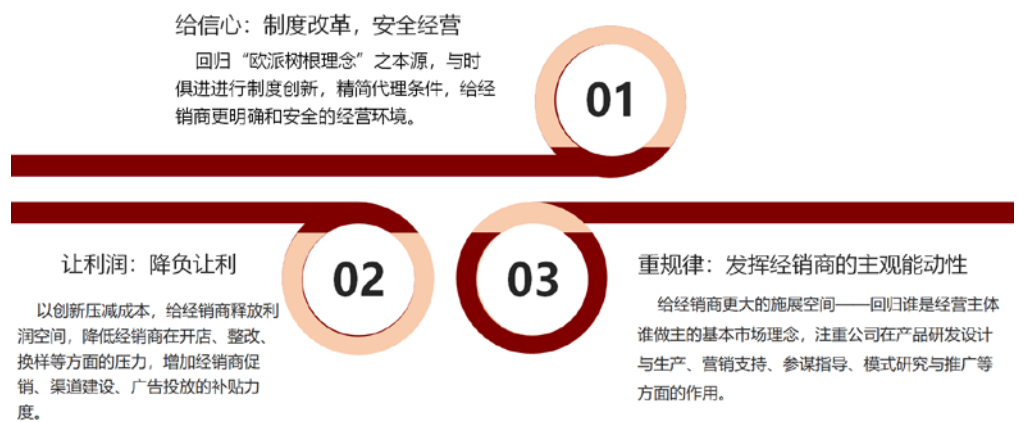 给信心：制度改革，安全经营
回归“欧派树根理念”之本源，与时
俱进进行制度创新，精简代理条件，给经
销商更明确和安全的经营环境。
01
02
让利润：降负让利
以创新压减成本，给经销商释放利
润空间，降低经销商在开店、整改、
换样等方面的压力，增加经销商促
销、渠道建设、广告投放的补贴力
度。
03
重规律：发挥经销商的主观能动性
给经销商更大的施展空间——回归谁是经营主体
谁做主的基本市场理念，注重公司在产品研发设计
与生产、营销支持、参谋指导、模式研究与推广等
方面的作用。